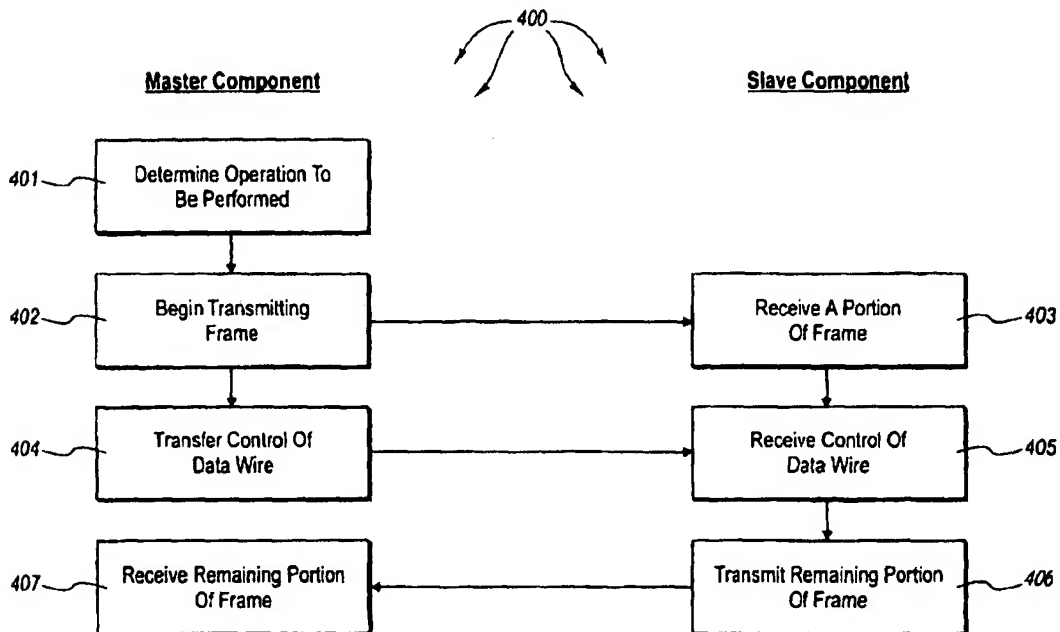 400
Master Component
Slave Component
401
Determine Operation To
Be Performed
402
Begin Transmitting
Frame
Receive A Portion
Of Frame
403
404
Transfer Control Of
Data Wire
Receive Control Of
Data Wire
405
407
Receive Remaining Portion
Of Frame
Transmit Remaining Portion
Of Frame
406